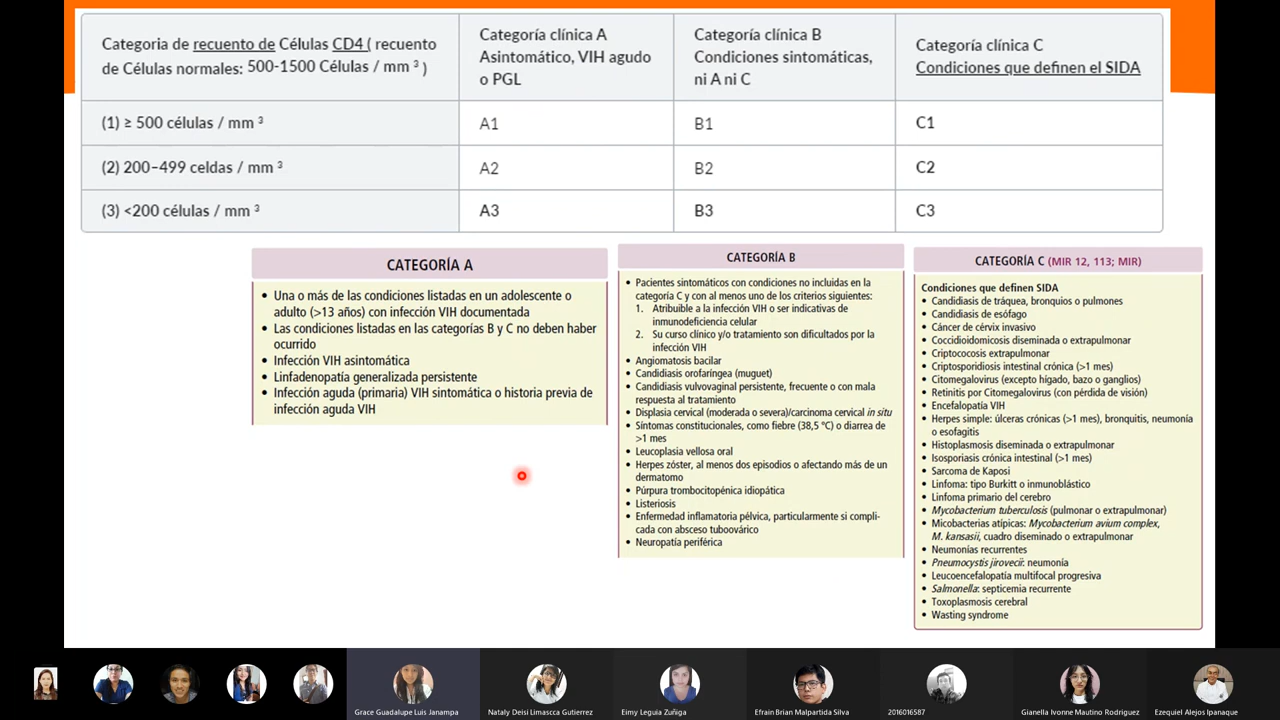 Categoria de recuento de Células CD4 ( recuento
de Células normales: 500-1500 Células / mm ³ )
Categoría clínica A
Asintomático, VIH agudo
o PGL
Categoría clínica B
Condiciones sintomáticas,
ni A ni C
Categoría clínica C
Condiciones que definen el SIDA
(1) ≥ 500 células / mm ³
A1
B1
C1
(2) 200–499 celdas / mm ³
A2
B2
C2
(3) <200 células / mm ³
A3
B3
C3
CATEGORÍA A
• Una o más de las condiciones listadas en un adolescente o
adulto (>13 años) con infección VIH documentada
• Las condiciones listadas en las categorías B y C no deben haber
ocurrido
• Infección VIH asintomática
• Linfadenopatía generalizada persistente
• Infección aguda (primaria) VIH sintomática o historia previa de
infección aguda VIH
CATEGORÍA B
• Pacientes sintomáticos con condiciones no incluidas en la
categoría C y con al menos uno de los criterios siguientes:
1. Atribuible a la infección VIH o ser indicativas de
inmunodeficiencia celular
2. Su curso clínico y/o tratamiento son dificultados por la
infección VIH
• Angiomatosis bacilar
• Candidiasis orofaríngea (muguet)
• Candidiasis vulvovaginal persistente, frecuente o con mala
respuesta al tratamiento
• Displasia cervical (moderada o severa)/carcinoma cervical in situ
• Síntomas constitucionales, como fiebre (38,5 °C) o diarrea de
>1 mes
• Leucoplasia vellosa oral
• Herpes zóster, al menos dos episodios o afectando más de un
dermatomo
• Púrpura trombocitopénica idiopática
• Listeriosis
• Enfermedad inflamatoria pélvica, particularmente si compli-
cada con absceso tuboovárico
• Neuropatía periférica
CATEGORÍA C (MIR 12, 113; MIR)
Condiciones que definen SIDA
• Candidiasis de tráquea, bronquios o pulmones
• Candidiasis de esófago
• Cáncer de cérvix invasivo
• Coccidioidomicosis diseminada o extrapulmonar
• Criptococosis extrapulmonar
• Criptosporidiosis intestinal crónica (>1 mes)
• Citomegalovirus (excepto hígado, bazo o ganglios)
• Retinitis por Citomegalovirus (con pérdida de visión)
• Encefalopatía VIH
• Herpes simple: úlceras crónicas (>1 mes), bronquitis, neumonía
o esofagitis
• Histoplasmosis diseminada o extrapulmonar
• Isosporiasis crónica intestinal (>1 mes)
• Sarcoma de Kaposi
• Linfoma: tipo Burkitt o inmunoblástico
• Linfoma primario del cerebro
• Mycobacterium tuberculosis (pulmonar o extrapulmonar)
• Micobacterias atípicas: Mycobacterium avium complex,
M. kansasii, cuadro diseminado o extrapulmonar
• Neumonías recurrentes
• Pneumocystis jirovecii: neumonía
• Leucoencefalopatía multifocal progresiva
• Salmonella: septicemia recurrente
• Toxoplasmosis cerebral
• Wasting syndrome
Grace Guadalupe Luis Janampa
Nataly Deisi Limascca Gutierrez
Eimy Leguia Zuñiga
Efrain Brian Malpartida Silva
2016016587
Gianella Ivonne Mautino Rodriguez
Ezequiel Alejos Ipanaque